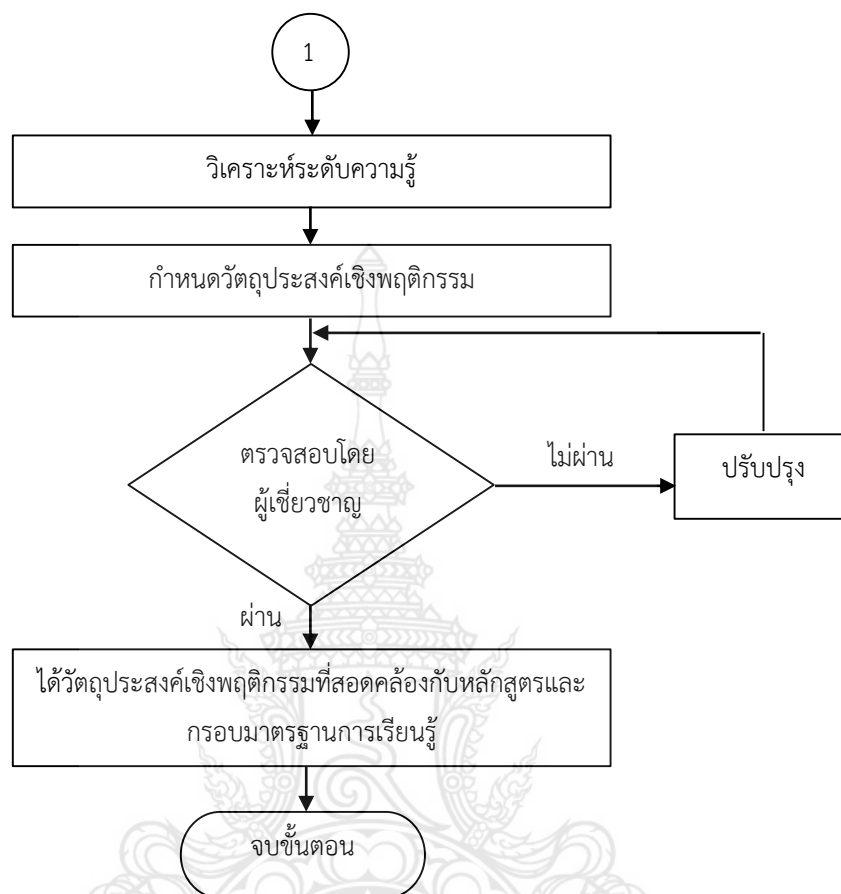 1
วิเคราะห์ระดับความรู้
กำหนดวัตถุประสงค์เชิงพฤติกรรม
ตรวจสอบโดย
ผู้เชี่ยวชาญ
ไม่ผ่าน
ปรับปรุง
ผ่าน
ได้วัตถุประสงค์เชิงพฤติกรรมที่สอดคล้องกับหลักสูตรและ
กรอบมาตรฐานการเรียนรู้
จบขั้นตอน